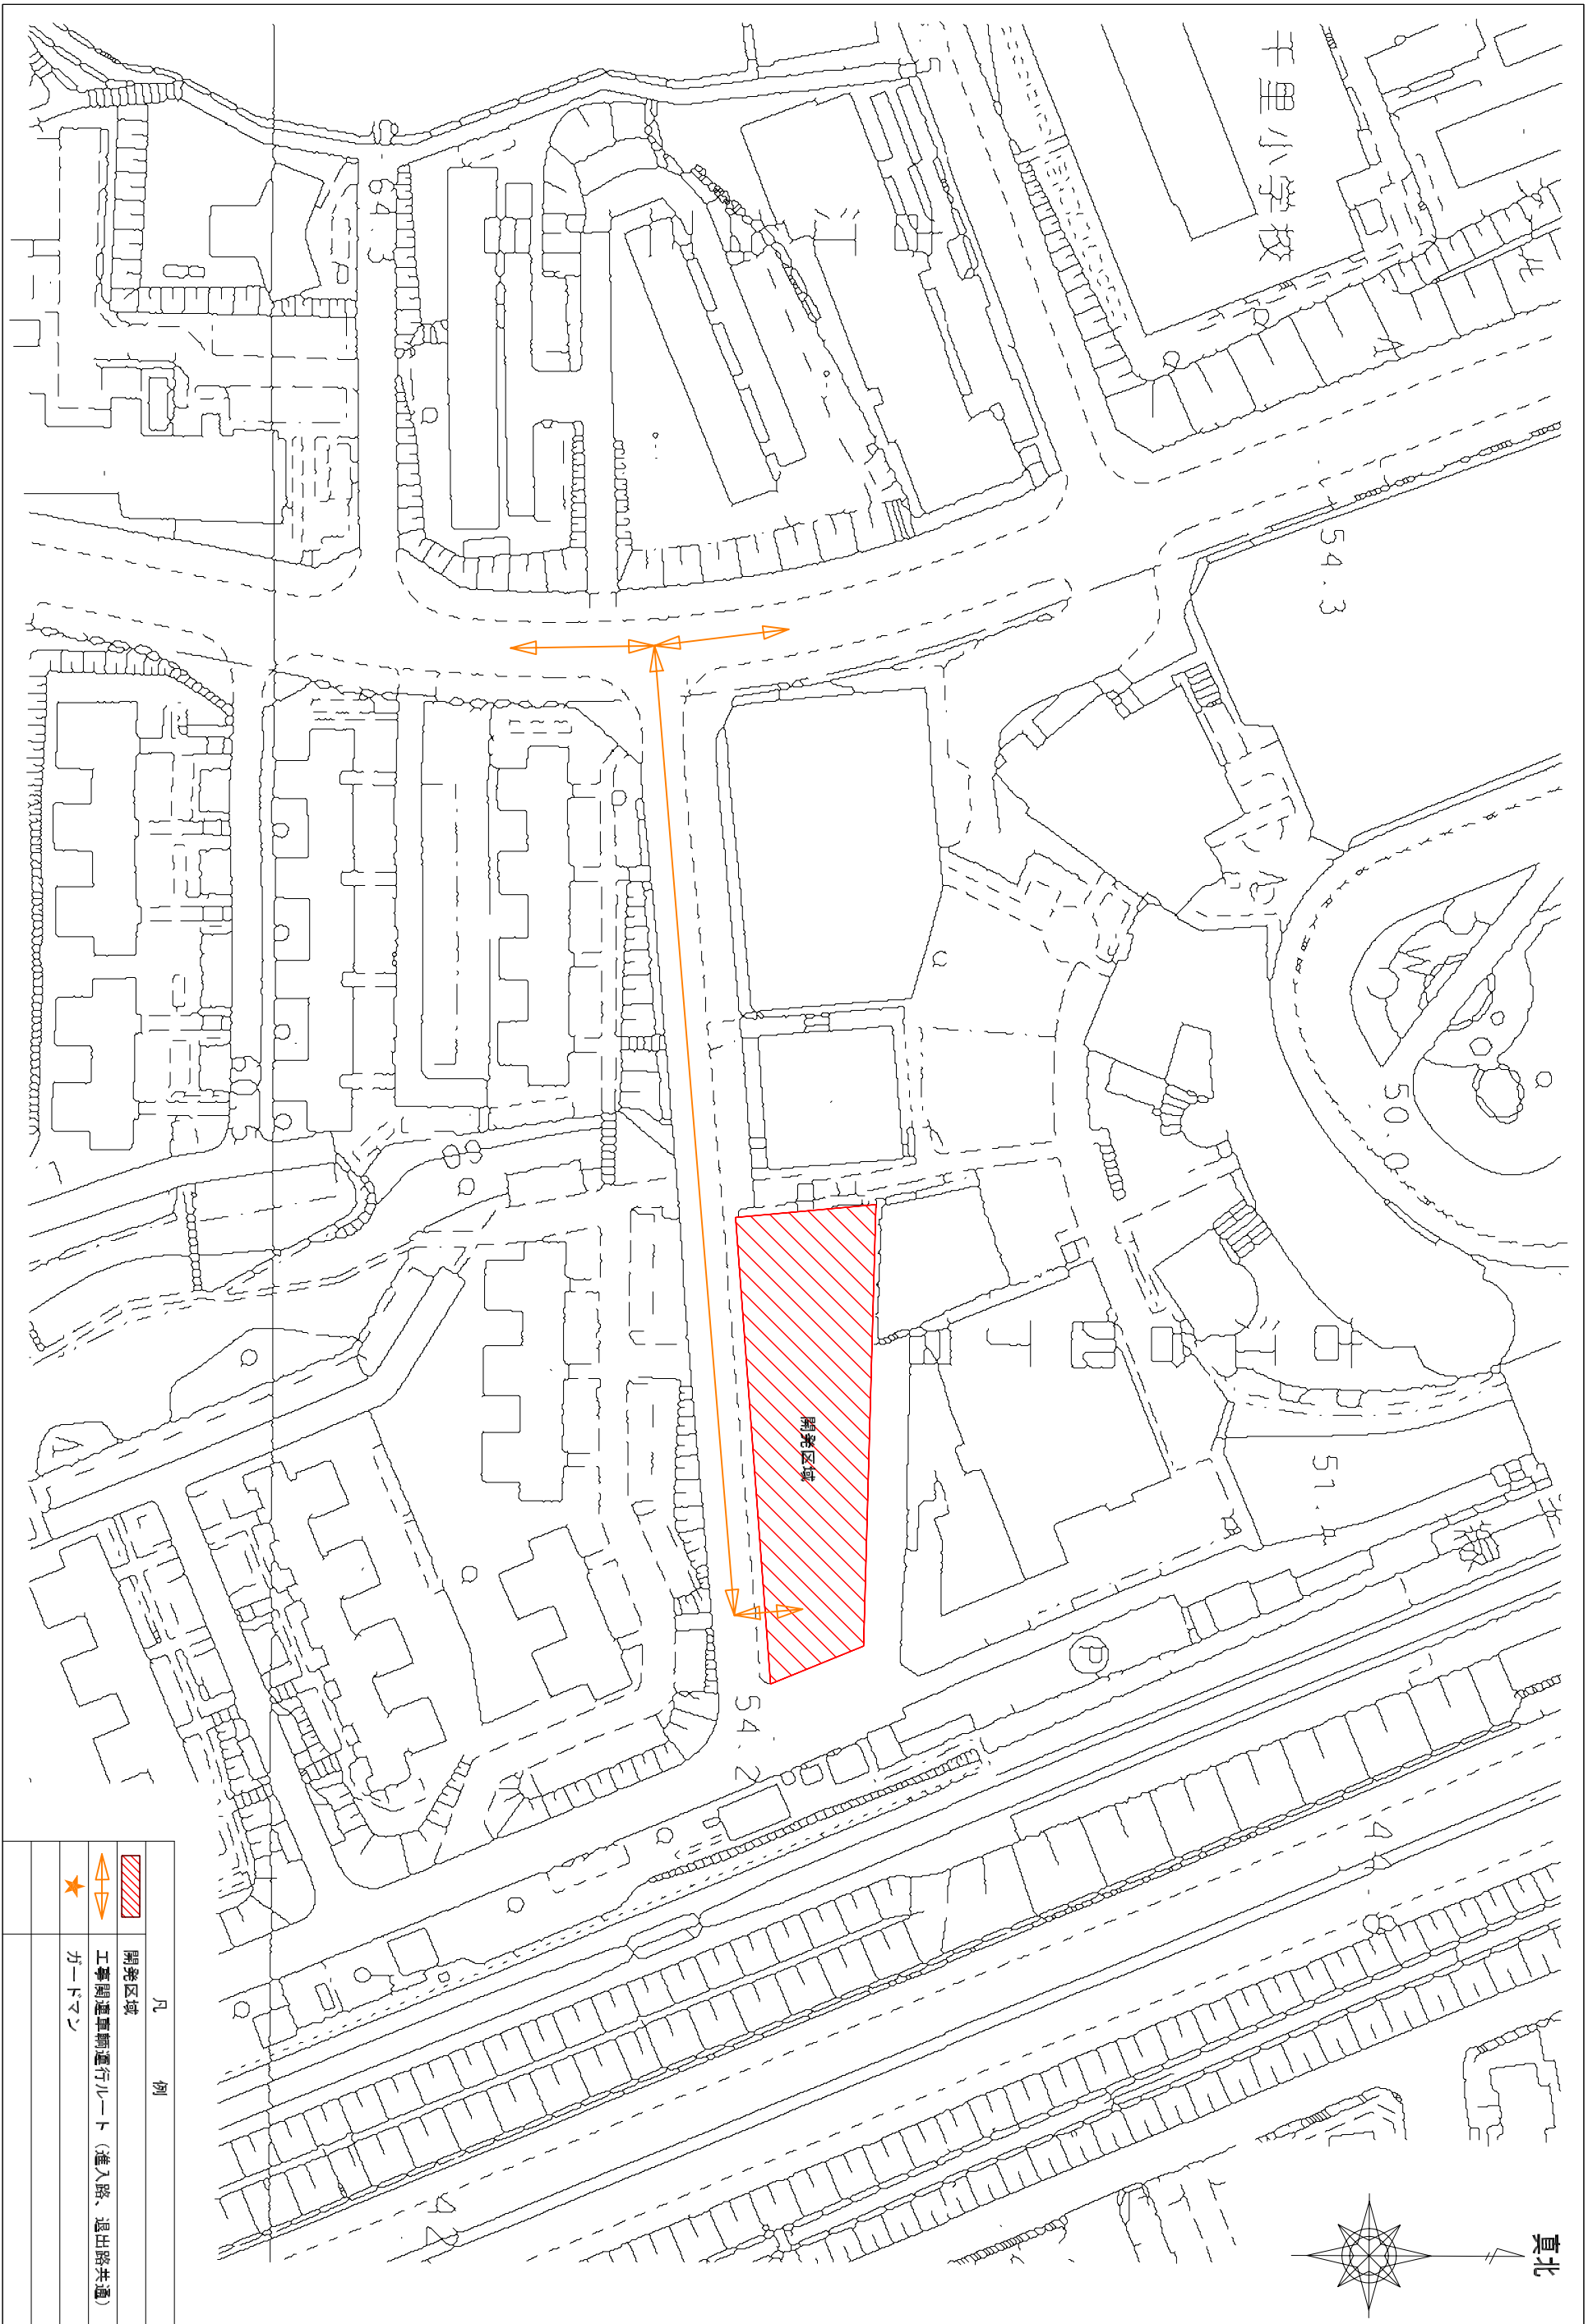 真北
千里小学校
54.3
50.0
51.4
54.2
開発区域
凡 例
開発区域
工事関連車輌運行ルート（進入路、退出路共通）
ガードマン